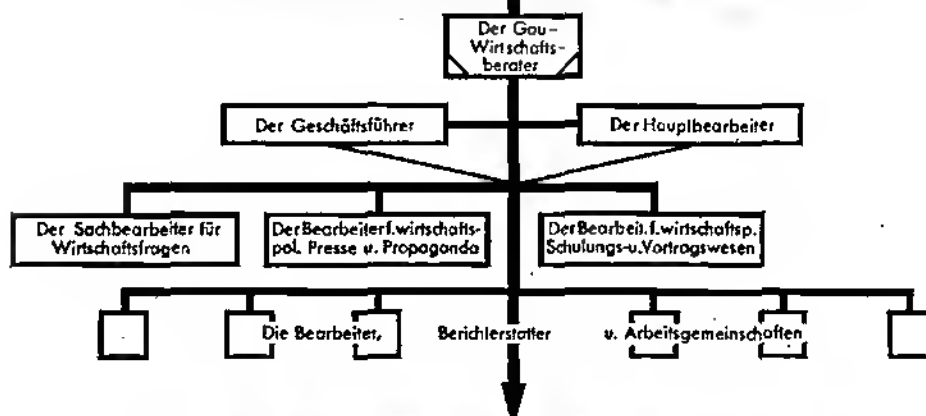 Der Gau-
Wirtschafts-
berater
Der Geschäftsführer
Der Hauptbearbeiter
Der Sachbearbeiter für
Wirtschaftsfragen
Der Bearbeiter f. wirtschafts-
pol. Presse u. Propaganda
Der Bearbeit. f. wirtschaftsp.
Schulungs-u. Vortragswesen
Die Bearbeiter, Berichterstatter u. Arbeitsgemeinschaften